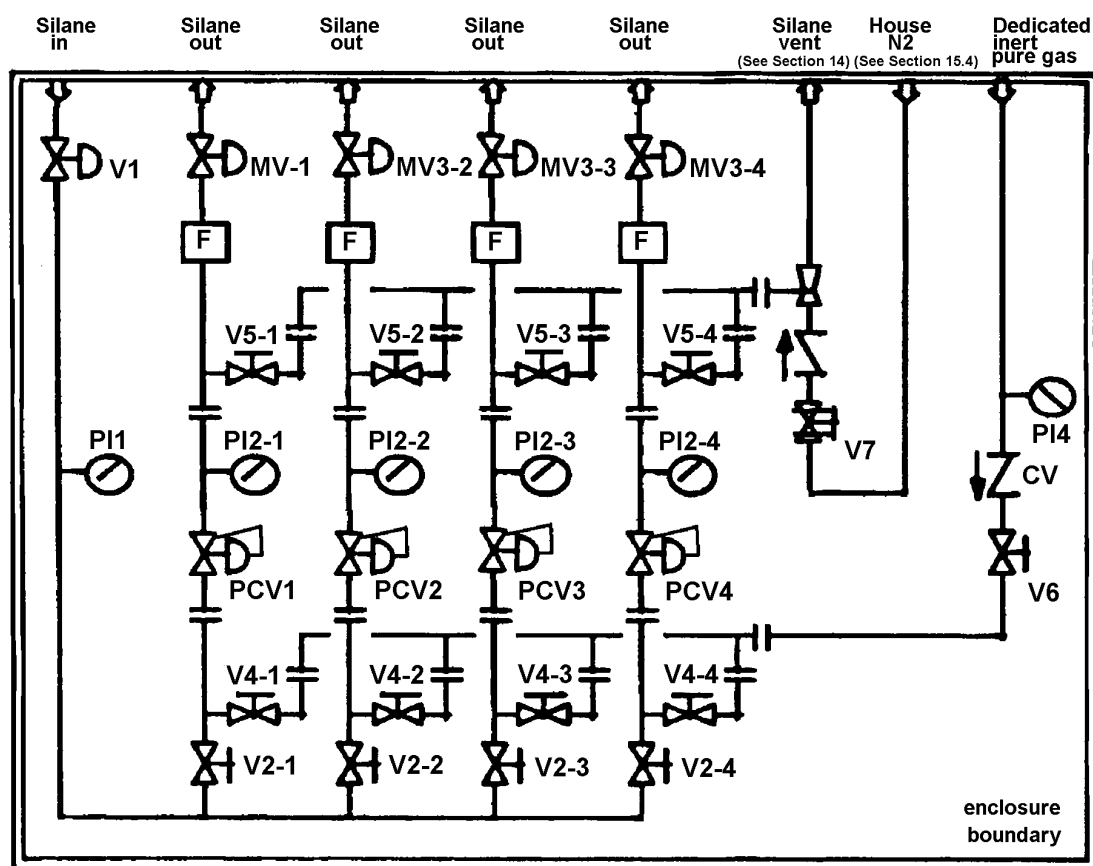 Silane in
Silane out
Silane out
Silane out
Silane out
Silane vent
(See Section 14)
House N2
(See Section 15.4)
Dedicated inert pure gas
V1
MV-1
MV3-2
MV3-3
MV3-4
F
F
F
F
V5-1
V5-2
V5-3
V5-4
V7
PI1
PI2-1
PI2-2
PI2-3
PI2-4
PI4
CV
PCV1
PCV2
PCV3
PCV4
V6
V4-1
V4-2
V4-3
V4-4
V2-1
V2-2
V2-3
V2-4
enclosure
boundary